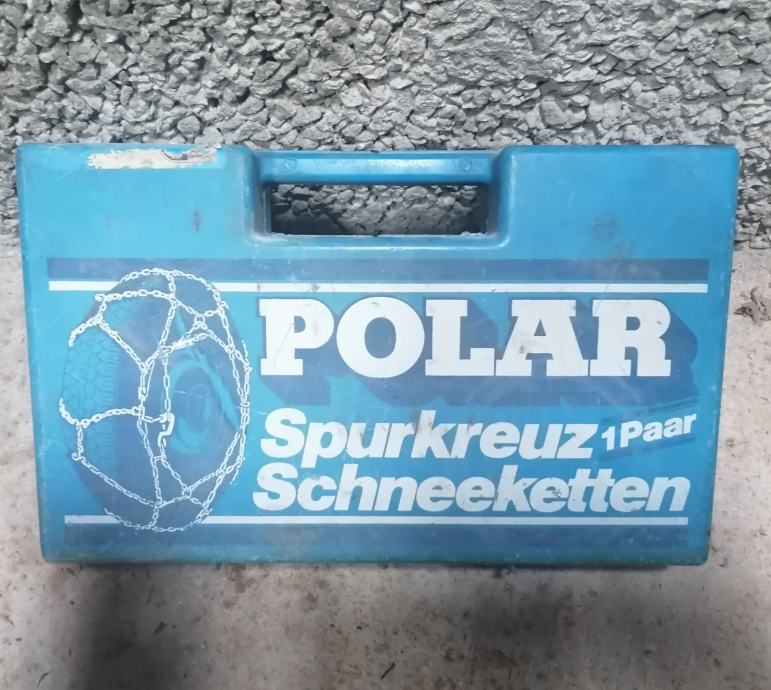 POLAR
Spurkreuz 1 Paar
Schneeketten